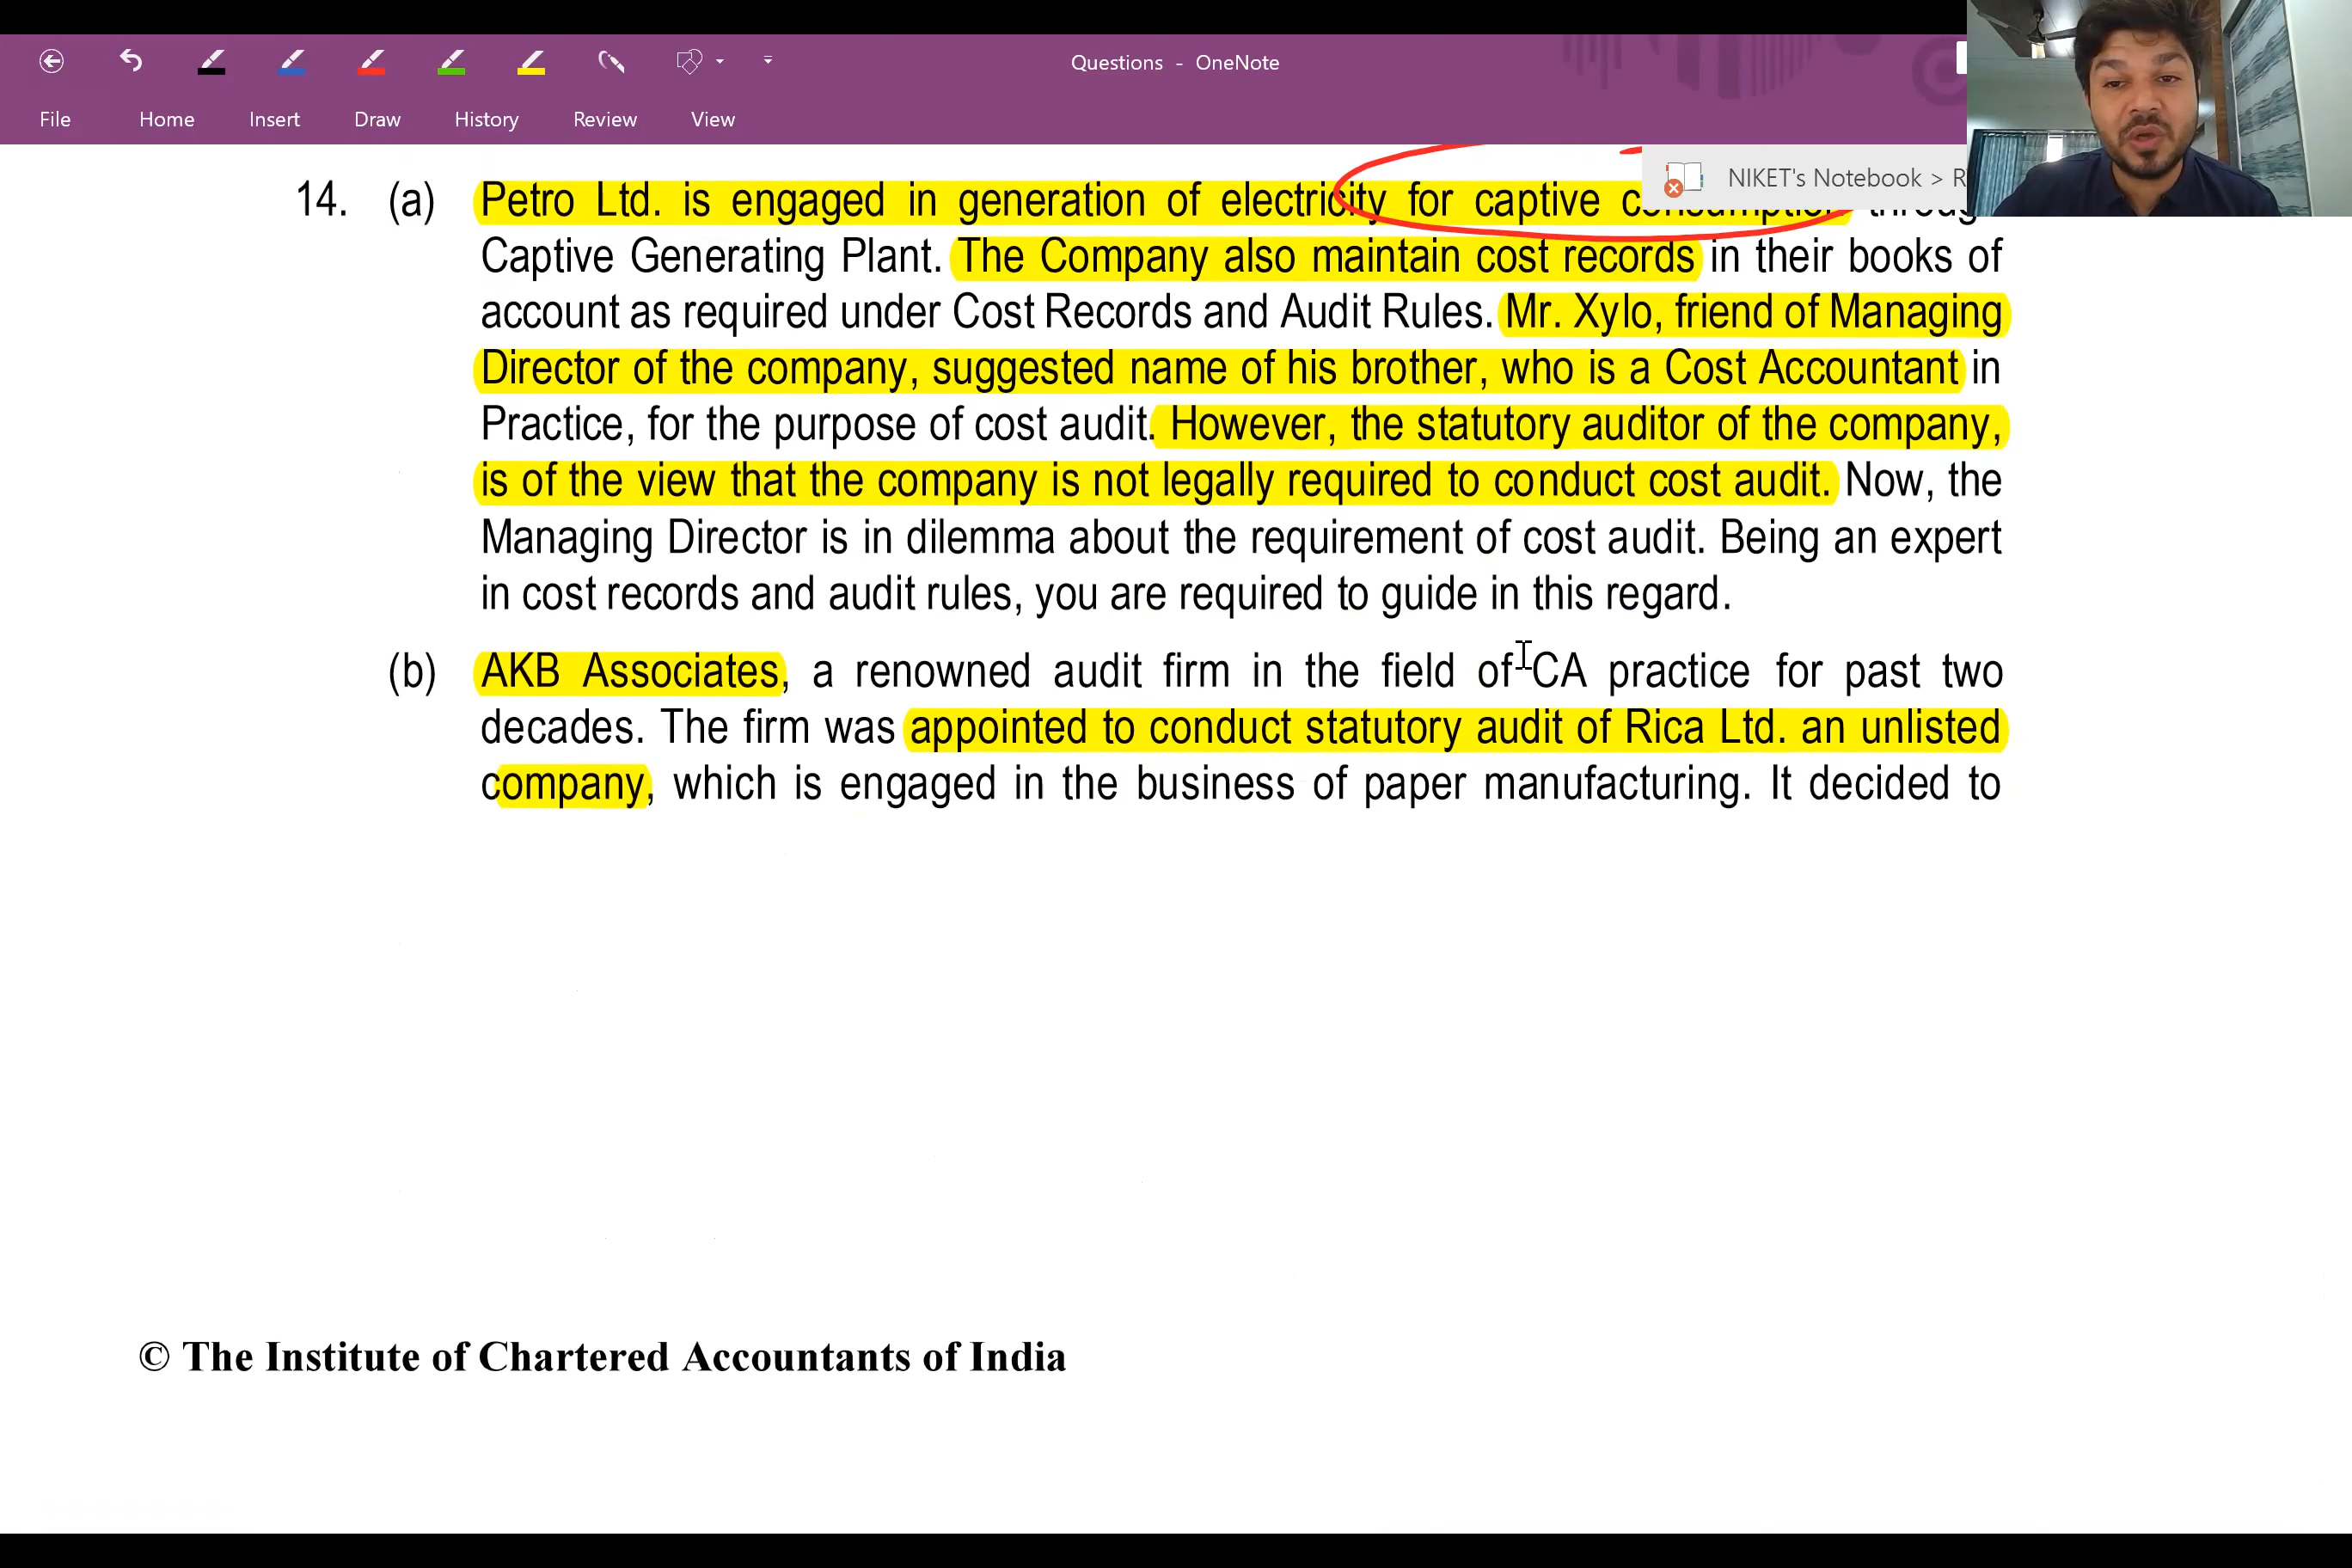 Questions - OneNote
File Home Insert Draw History Review View
NIKET's Notebook > R
14. (a) Petro Ltd. is engaged in generation of electricity for captive consumption through
Captive Generating Plant. The Company also maintain cost records in their books of
account as required under Cost Records and Audit Rules. Mr. Xylo, friend of Managing
Director of the company, suggested name of his brother, who is a Cost Accountant in
Practice, for the purpose of cost audit. However, the statutory auditor of the company,
is of the view that the company is not legally required to conduct cost audit. Now, the
Managing Director is in dilemma about the requirement of cost audit. Being an expert
in cost records and audit rules, you are required to guide in this regard.
(b) AKB Associates, a renowned audit firm in the field of CA practice for past two
decades. The firm was appointed to conduct statutory audit of Rica Ltd. an unlisted
company, which is engaged in the business of paper manufacturing. It decided to
© The Institute of Chartered Accountants of India